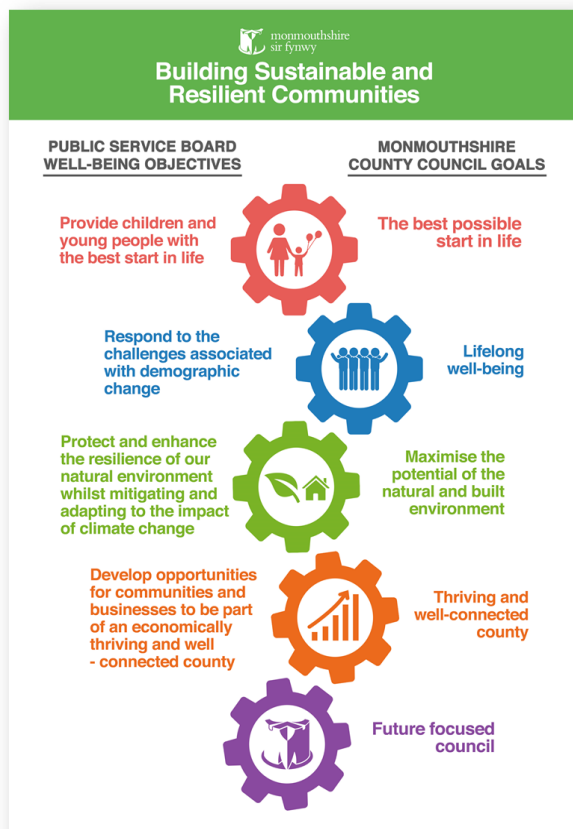 monmouthshire
sir fynwy
Building Sustainable and
Resilient Communities
PUBLIC SERVICE BOARD
WELL-BEING OBJECTIVES
MONMOUTHSHIRE
COUNTY COUNCIL GOALS
Provide children and
young people with
the best start in life
The best possible
start in life
Respond to the
challenges associated
with demographic
change
Lifelong
well-being
Protect and enhance
the resilience of our
natural environment
whilst mitigating and
adapting to the impact
of climate change
Maximise the
potential of the
natural and built
environment
Develop opportunities
for communities and
businesses to be part
of an economically
thriving and well
- connected county
Thriving and
well-connected
county
Future focused
council